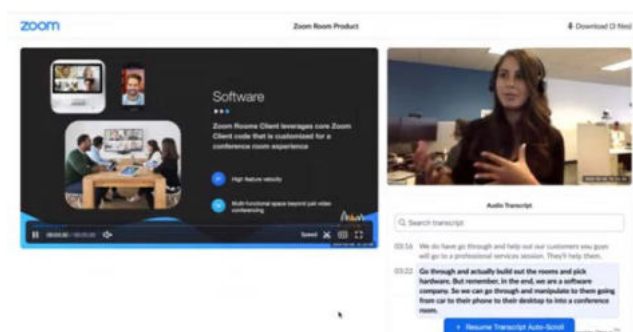 zoom
Zoom Room Product
Download (3 files)
Software
Zoom Rooms Client leverages core Zoom
Client code that is customized for a
conference room experience
High feature velocity
Multi-functional space beyond just video
conferencing
Speed
Audio Transcript
Search transcript
03:16 We do have go through and help out our customers you guys
will go to a professional services session. They'll help them.
03:22 Go through and actually build out the rooms and pick
hardware. But remember, in the end, we are a software
company. So we can go through and manipulate to them going
from car to their phone to their desktop to into a conference
room.
+ Resume Transcript Auto-Scroll